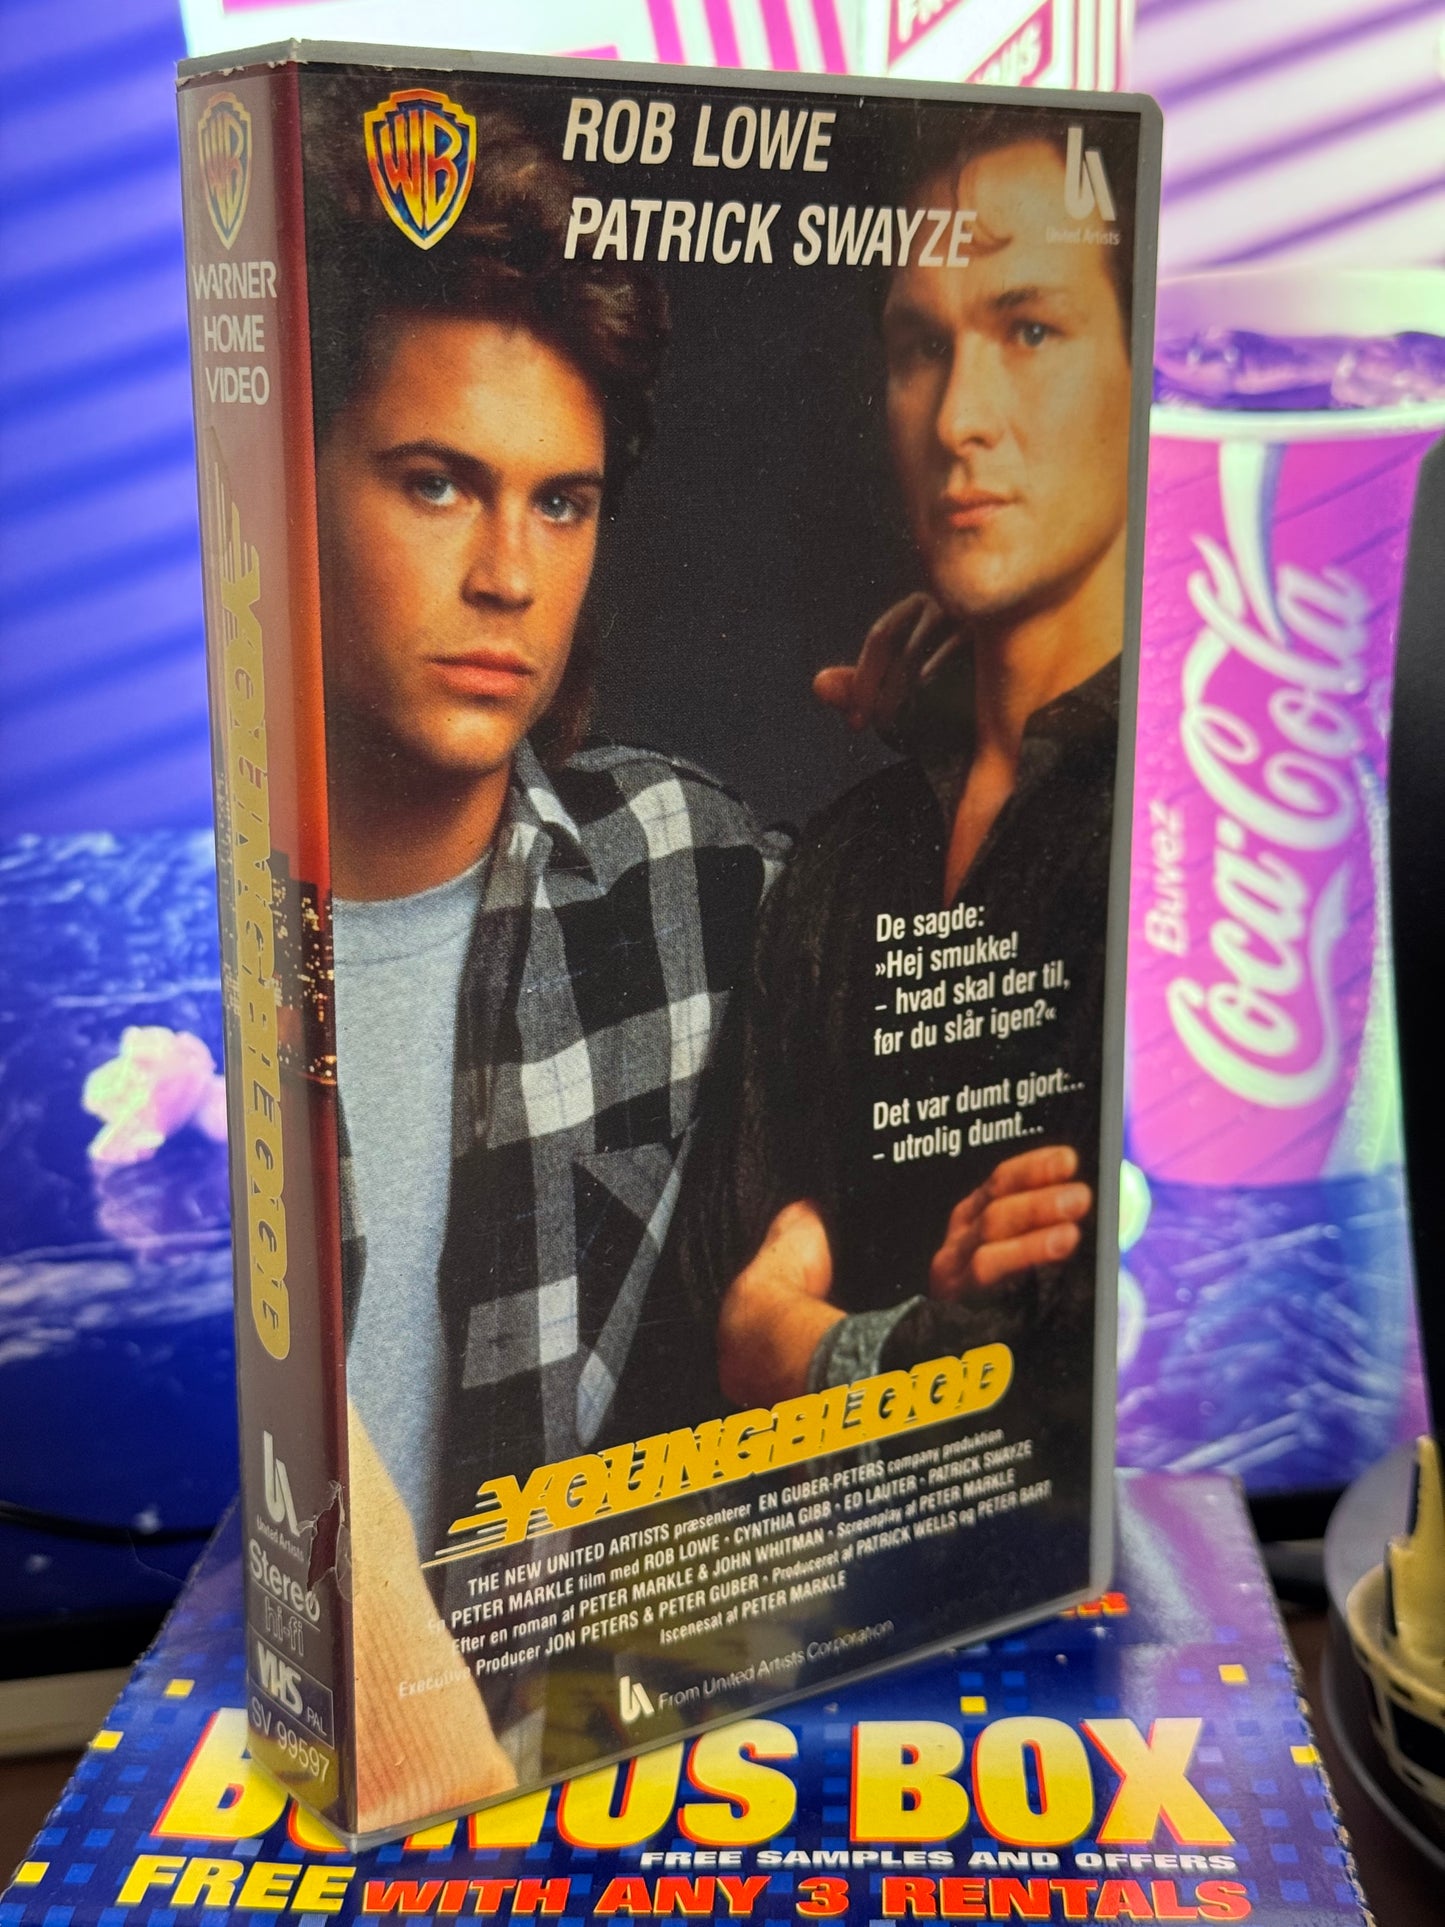 WB
WARNER
HOME
VIDEO
YOUNGBLOOD
United Artists
Stereo
hi-fi
VHS PAL
SV 99597
WB
ROB LOWE
PATRICK SWAYZE
United Artists
De sagde:
»Hej smukke!
– hvad skal der til,
før du slår igen?«
Det var dumt gjort...
– utrolig dumt...
YOUNGBLOOD
THE NEW UNITED ARTISTS præsenterer EN GUBER-PETERS company produktion
En PETER MARKLE film med ROB LOWE · CYNTHIA GIBB · ED LAUTER · PATRICK SWAYZE
Efter en roman af PETER MARKLE & JOHN WHITMAN · Screenplay af PETER MARKLE
Executive Producer JON PETERS & PETER GUBER · Produceret af PATRICK WELLS og PETER BART
Iscenesat af PETER MARKLE
From United Artists Corporation
Buvez
Coca-Cola
BONUS BOX
FREE SAMPLES AND OFFERS
FREE WITH ANY 3 RENTALS